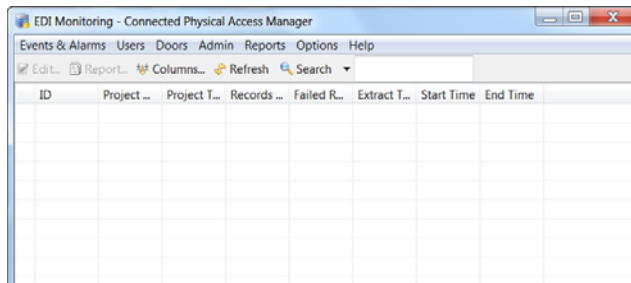 EDI Monitoring - Connected Physical Access Manager
Events & Alarms Users Doors Admin Reports Options Help
Edit... Report... Columns... Refresh Search
ID Project ... Project T... Records ... Failed R... Extract T... Start Time End Time